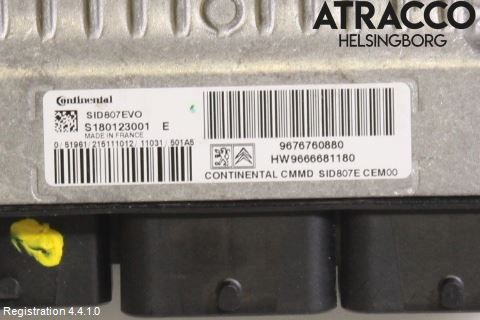 ATRACCO
HELSINGBORG
Continental
SID807EVO
S180123001 E
MADE IN FRANCE
0/51961/215111012/11031/501A5
9676760880
HW9666681180
CONTINENTAL CMMD SID807E CEM00
Registration 4.4.1.0